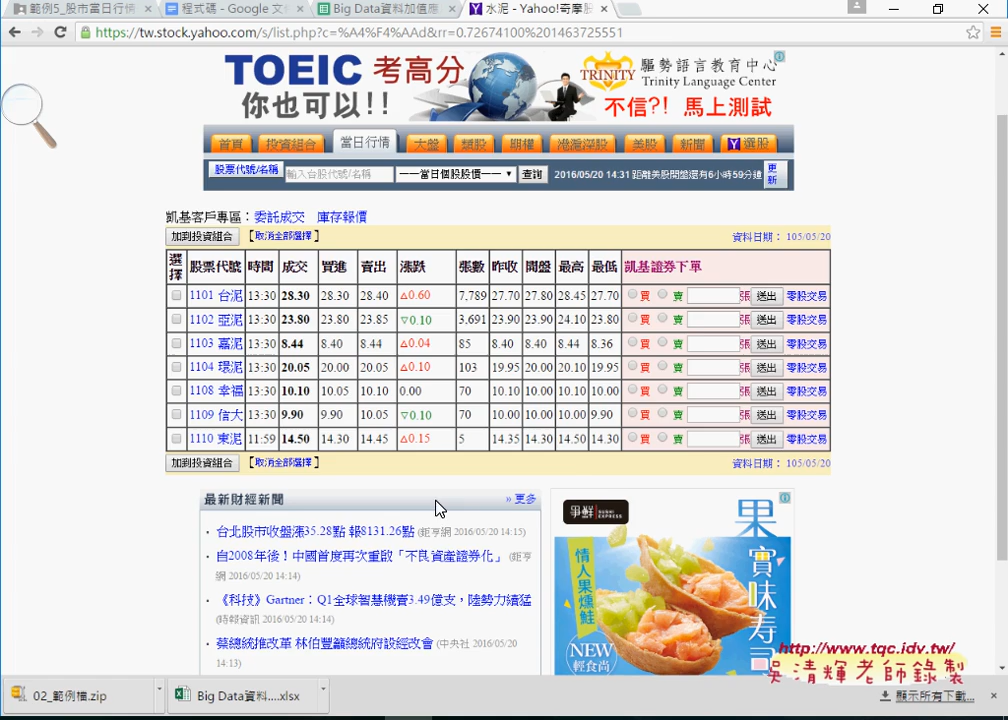 範例5_股市當日行情
程式碼 - Google 文
Big Data資料加值應
水泥 - Yahoo!奇摩股
https://tw.stock.yahoo.com/s/list.php?c=%A4%F4%AAd&rr=0.72674100%201463725551
TOEIC 考高分
你也可以!!
TRINITY
驅勢語言教育中心
Trinity Language Center
不信?! 馬上測試
首頁 投資組合 當日行情 大盤 類股 期權 港滬深股 美股 新聞 Y 選股
股票代號/名稱 輸入台股代號/名稱 ——當日個股股價—— 查詢 2016/05/20 14:31 距離美股開盤還有6小時59分鐘 更新
凱基客戶專區：委託成交 庫存報價
加到投資組合 【取消全部選擇】 資料日期： 105/05/20
選擇 股票代號 時間 成交 買進 賣出 漲跌 張數 昨收 開盤 最高 最低 凱基證券下單
1101 台泥 13:30 28.30 28.30 28.40 △0.60 7,789 27.70 27.80 28.45 27.70 買 賣 張 送出 零股交易
1102 亞泥 13:30 23.80 23.80 23.85 ▽0.10 3,691 23.90 23.90 24.10 23.80 買 賣 張 送出 零股交易
1103 嘉泥 13:30 8.44 8.40 8.44 △0.04 85 8.40 8.40 8.44 8.36 買 賣 張 送出 零股交易
1104 環泥 13:30 20.05 20.00 20.05 △0.10 103 19.95 20.00 20.10 19.95 買 賣 張 送出 零股交易
1108 幸福 13:30 10.10 10.05 10.10 0.00 70 10.10 10.00 10.10 10.00 買 賣 張 送出 零股交易
1109 信大 13:30 9.90 9.90 10.05 ▽0.10 70 10.00 10.00 10.00 9.90 買 賣 張 送出 零股交易
1110 東泥 11:59 14.50 14.30 14.45 △0.15 5 14.35 14.30 14.50 14.30 買 賣 張 送出 零股交易
加到投資組合 【取消全部選擇】 資料日期： 105/05/20
最新財經新聞 » 更多
‧ 台北股市收盤漲35.28點 報8131.26點 (鉅亨網 2016/05/20 14:15)
‧ 自2008年後！中國首度再次重啟「不良資產證券化」 (鉅亨
網 2016/05/20 14:14)
‧ 《科技》Gartner：Q1全球智慧機賣3.49億支，陸勢力續猛
(時報資訊 2016/05/20 14:14)
‧ 蔡總統推改革 林伯豐籲總統府設經改會 (中央社 2016/05/20
14:13)
爭鮮 SUSHI EXPRESS
果實味寿司
情人果燻鮭
NEW
輕食尚
http://www.tqc.idv.tw/
吳清輝老師錄製
02_範例檔.zip
Big Data資料....xlsx
顯示所有下載...